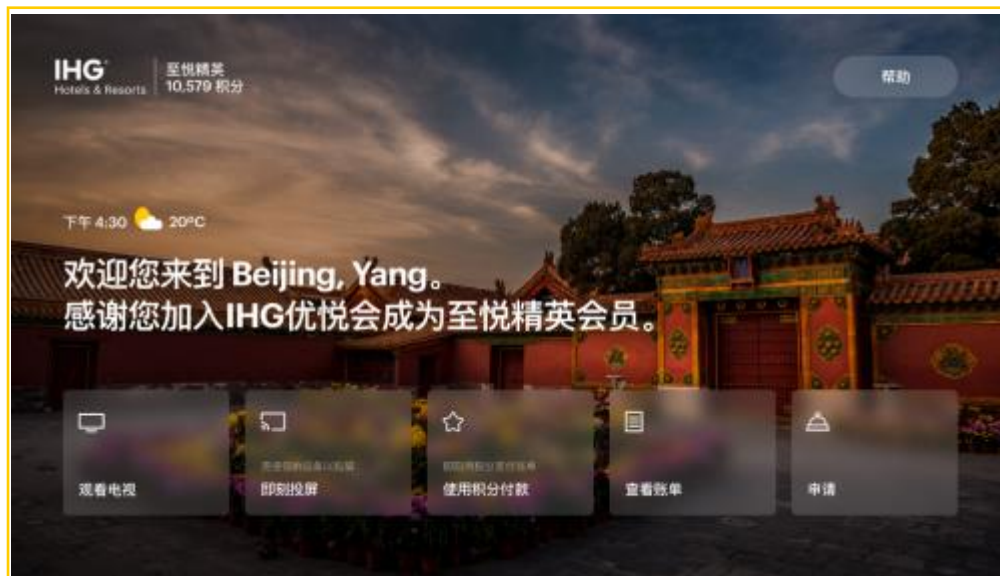 IHG
Hotels & Resorts
至悦精英
10,579 积分
帮助
下午 4:30
20°C
欢迎您来到 Beijing, Yang。
感谢您加入IHG优悦会成为至悦精英会员。
观看电视
即刻投屏
使用积分付款
查看账单
申请